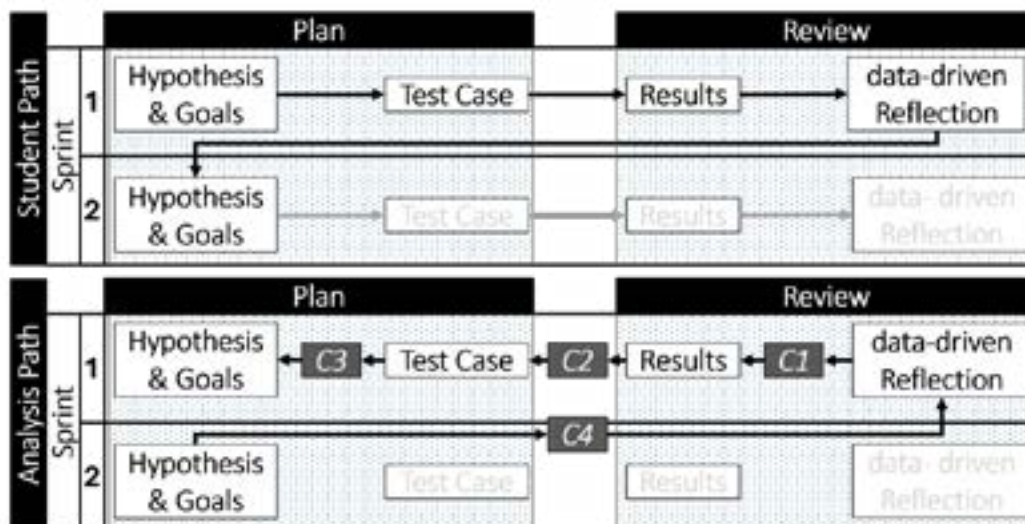 Plan Review
Student Path
Sprint
1
Hypothesis
& Goals
Test Case
Results
data-driven
Reflection
2
Hypothesis
& Goals
Test Case
Results
data- driven
Reflection
Plan Review
Analysis Path
Sprint
1
Hypothesis
& Goals
C3
Test Case
C2
Results
C1
data-driven
Reflection
C4
2
Hypothesis
& Goals
Test Case
Results
data- driven
Reflection